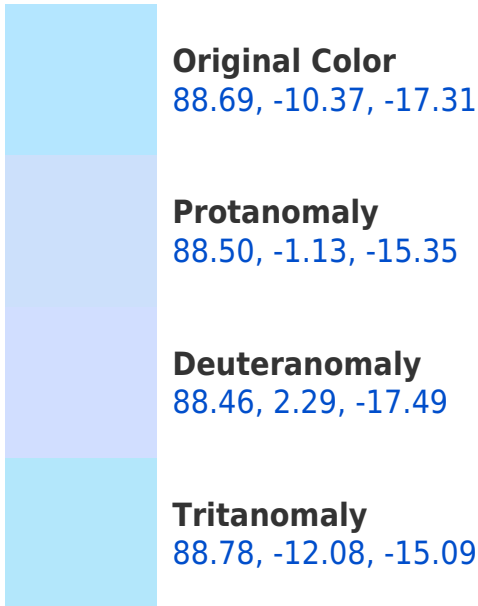 Original Color
88.69, -10.37, -17.31
Protanomaly
88.50, -1.13, -15.35
Deuteranomaly
88.46, 2.29, -17.49
Tritanomaly
88.78, -12.08, -15.09